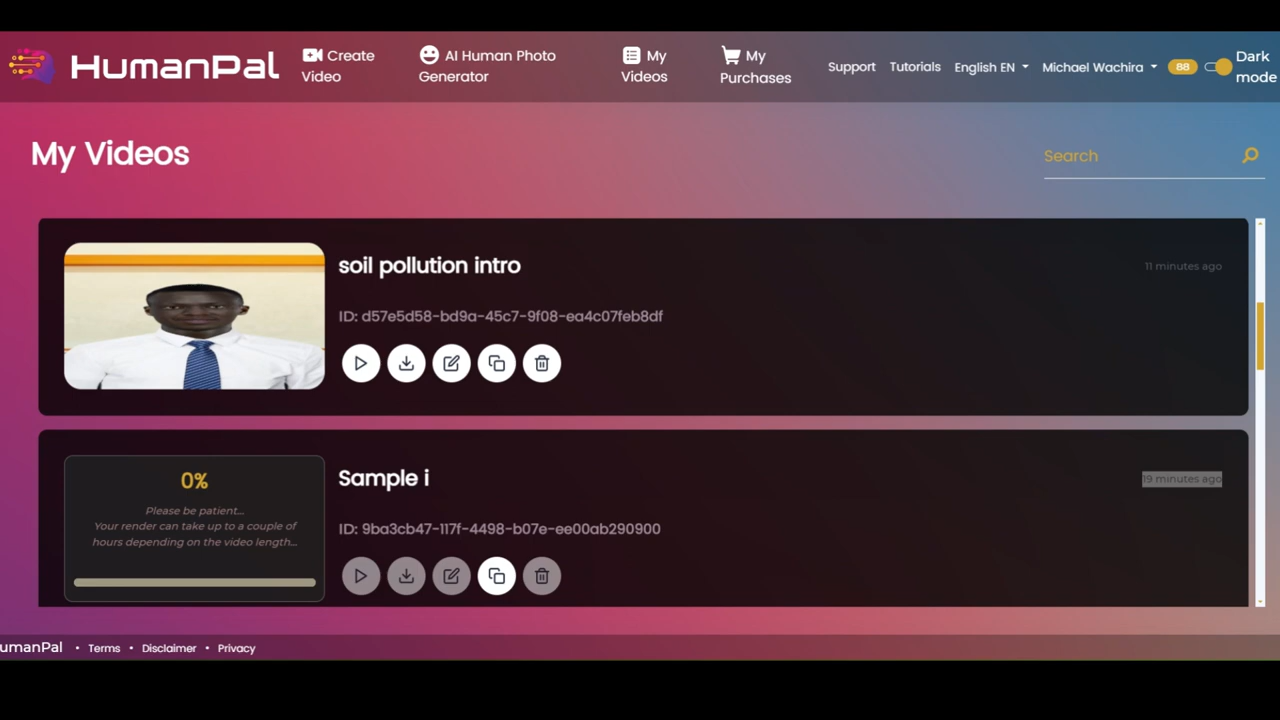 HumanPal
Create Video
AI Human Photo Generator
My Videos
My Purchases
Support
Tutorials
English EN
Michael Wachira
88
Dark mode
My Videos
Search
soil pollution intro
11 minutes ago
ID: d57e5d58-bd9a-45c7-9f08-ea4c07feb8df
0%
Please be patient...
Your render can take up to a couple of
hours depending on the video length...
Sample i
19 minutes ago
ID: 9ba3cb47-117f-4498-b07e-ee00ab290900
umanPal • Terms • Disclaimer • Privacy